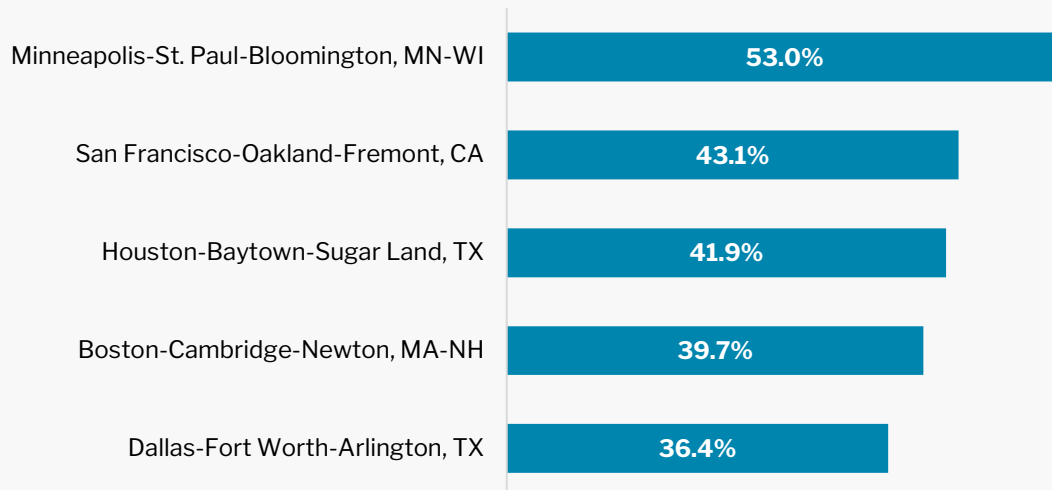 Minneapolis-St. Paul-Bloomington, MN-WI 53.0%
San Francisco-Oakland-Fremont, CA 43.1%
Houston-Baytown-Sugar Land, TX 41.9%
Boston-Cambridge-Newton, MA-NH 39.7%
Dallas-Fort Worth-Arlington, TX 36.4%